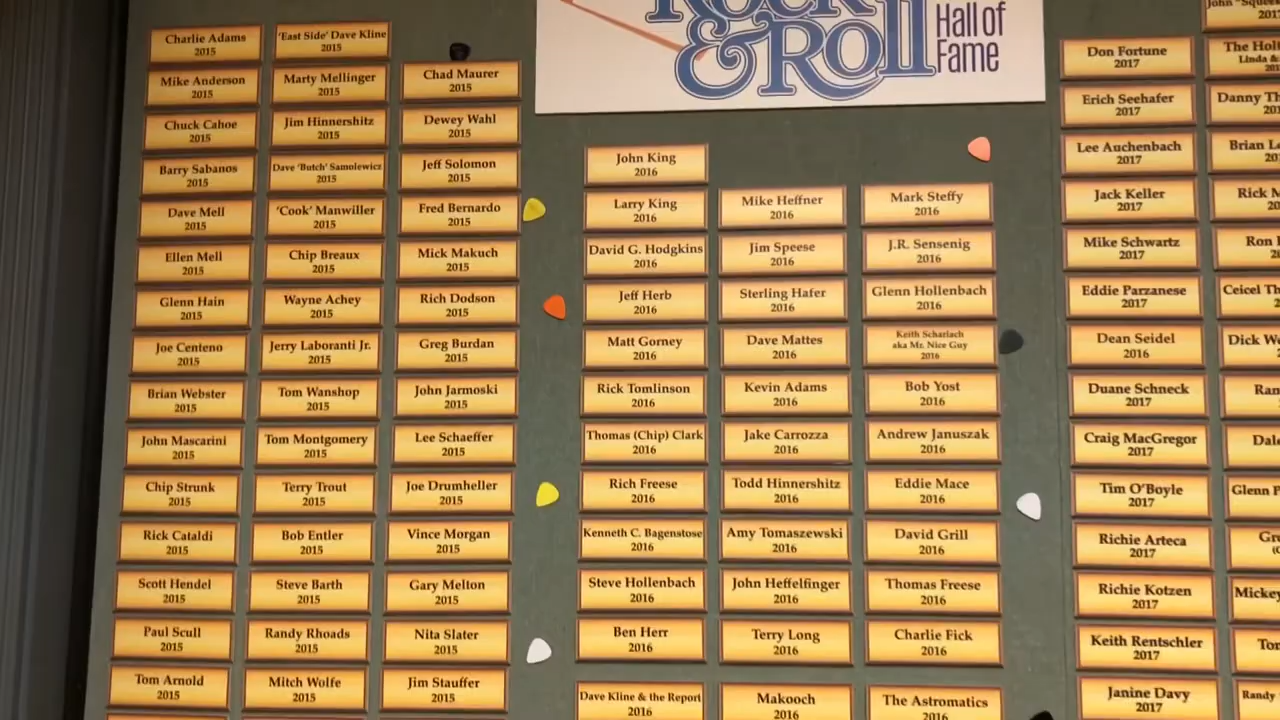 ROCK
& ROLL
Hall of
Fame
Charlie Adams
2015
Mike Anderson
2015
Chuck Cahoe
2015
Barry Sabanos
2015
Dave Mell
2015
Ellen Mell
2015
Glenn Hain
2015
Joe Centeno
2015
Brian Webster
2015
John Mascarini
2015
Chip Strunk
2015
Rick Cataldi
2015
Scott Hendel
2015
Paul Scull
2015
Tom Arnold
2015
'East Side' Dave Kline
2015
Marty Mellinger
2015
Jim Hinnershitz
2015
Dave 'Butch' Samolewicz
2015
'Cook' Manwiller
2015
Chip Breaux
2015
Wayne Achey
2015
Jerry Laboranti Jr.
2015
Tom Wanshop
2015
Tom Montgomery
2015
Terry Trout
2015
Bob Entler
2015
Steve Barth
2015
Randy Rhoads
2015
Mitch Wolfe
2015
Chad Maurer
2015
Dewey Wahl
2015
Jeff Solomon
2015
Fred Bernardo
2015
Mick Makuch
2015
Rich Dodson
2015
Greg Burdan
2015
John Jarmoski
2015
Lee Schaeffer
2015
Joe Drumheller
2015
Vince Morgan
2015
Gary Melton
2015
Nita Slater
2015
Jim Stauffer
2015
John King
2016
Larry King
2016
David G. Hodgkins
2016
Jeff Herb
2016
Matt Gorney
2016
Rick Tomlinson
2016
Thomas (Chip) Clark
2016
Rich Freese
2016
Kenneth C. Bagenstose
2016
Steve Hollenbach
2016
Ben Herr
2016
Dave Kline & the Report
2016
Mike Heffner
2016
Jim Speese
2016
Sterling Hafer
2016
Dave Mattes
2016
Kevin Adams
2016
Jake Carrozza
2016
Todd Hinnershitz
2016
Amy Tomaszewski
2016
John Heffelfinger
2016
Terry Long
2016
Makooch
2016
Mark Steffy
2016
J.R. Sensenig
2016
Glenn Hollenbach
2016
Keith Scharlach
aka Mr. Nice Guy
2016
Bob Yost
2016
Andrew Januszak
2016
Eddie Mace
2016
David Grill
2016
Thomas Freese
2016
Charlie Fick
2016
The Astromatics
2016
Don Fortune
2017
Erich Seehafer
2017
Lee Auchenbach
2017
Jack Keller
2017
Mike Schwartz
2017
Eddie Parzanese
2017
Dean Seidel
2016
Duane Schneck
2017
Craig MacGregor
2017
Tim O'Boyle
2017
Richie Arteca
2017
Richie Kotzen
2017
Keith Rentschler
2017
Janine Davy
2017
John
The
Linda &
Danny
Brian
Rick
Ron
Ceicel
Dick
Glenn
Mickey
Randy